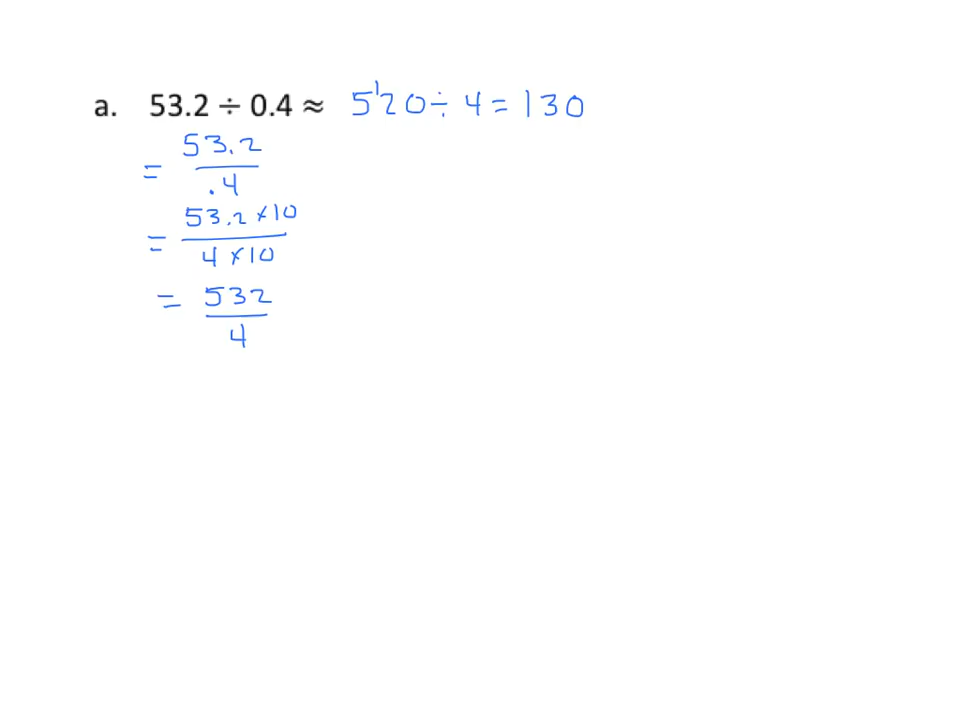 a. 53.2 ÷ 0.4 ≈ 520 ÷ 4 = 130
= 53.2 / .4
= 53.2 × 10 / 4 × 10
= 532 / 4